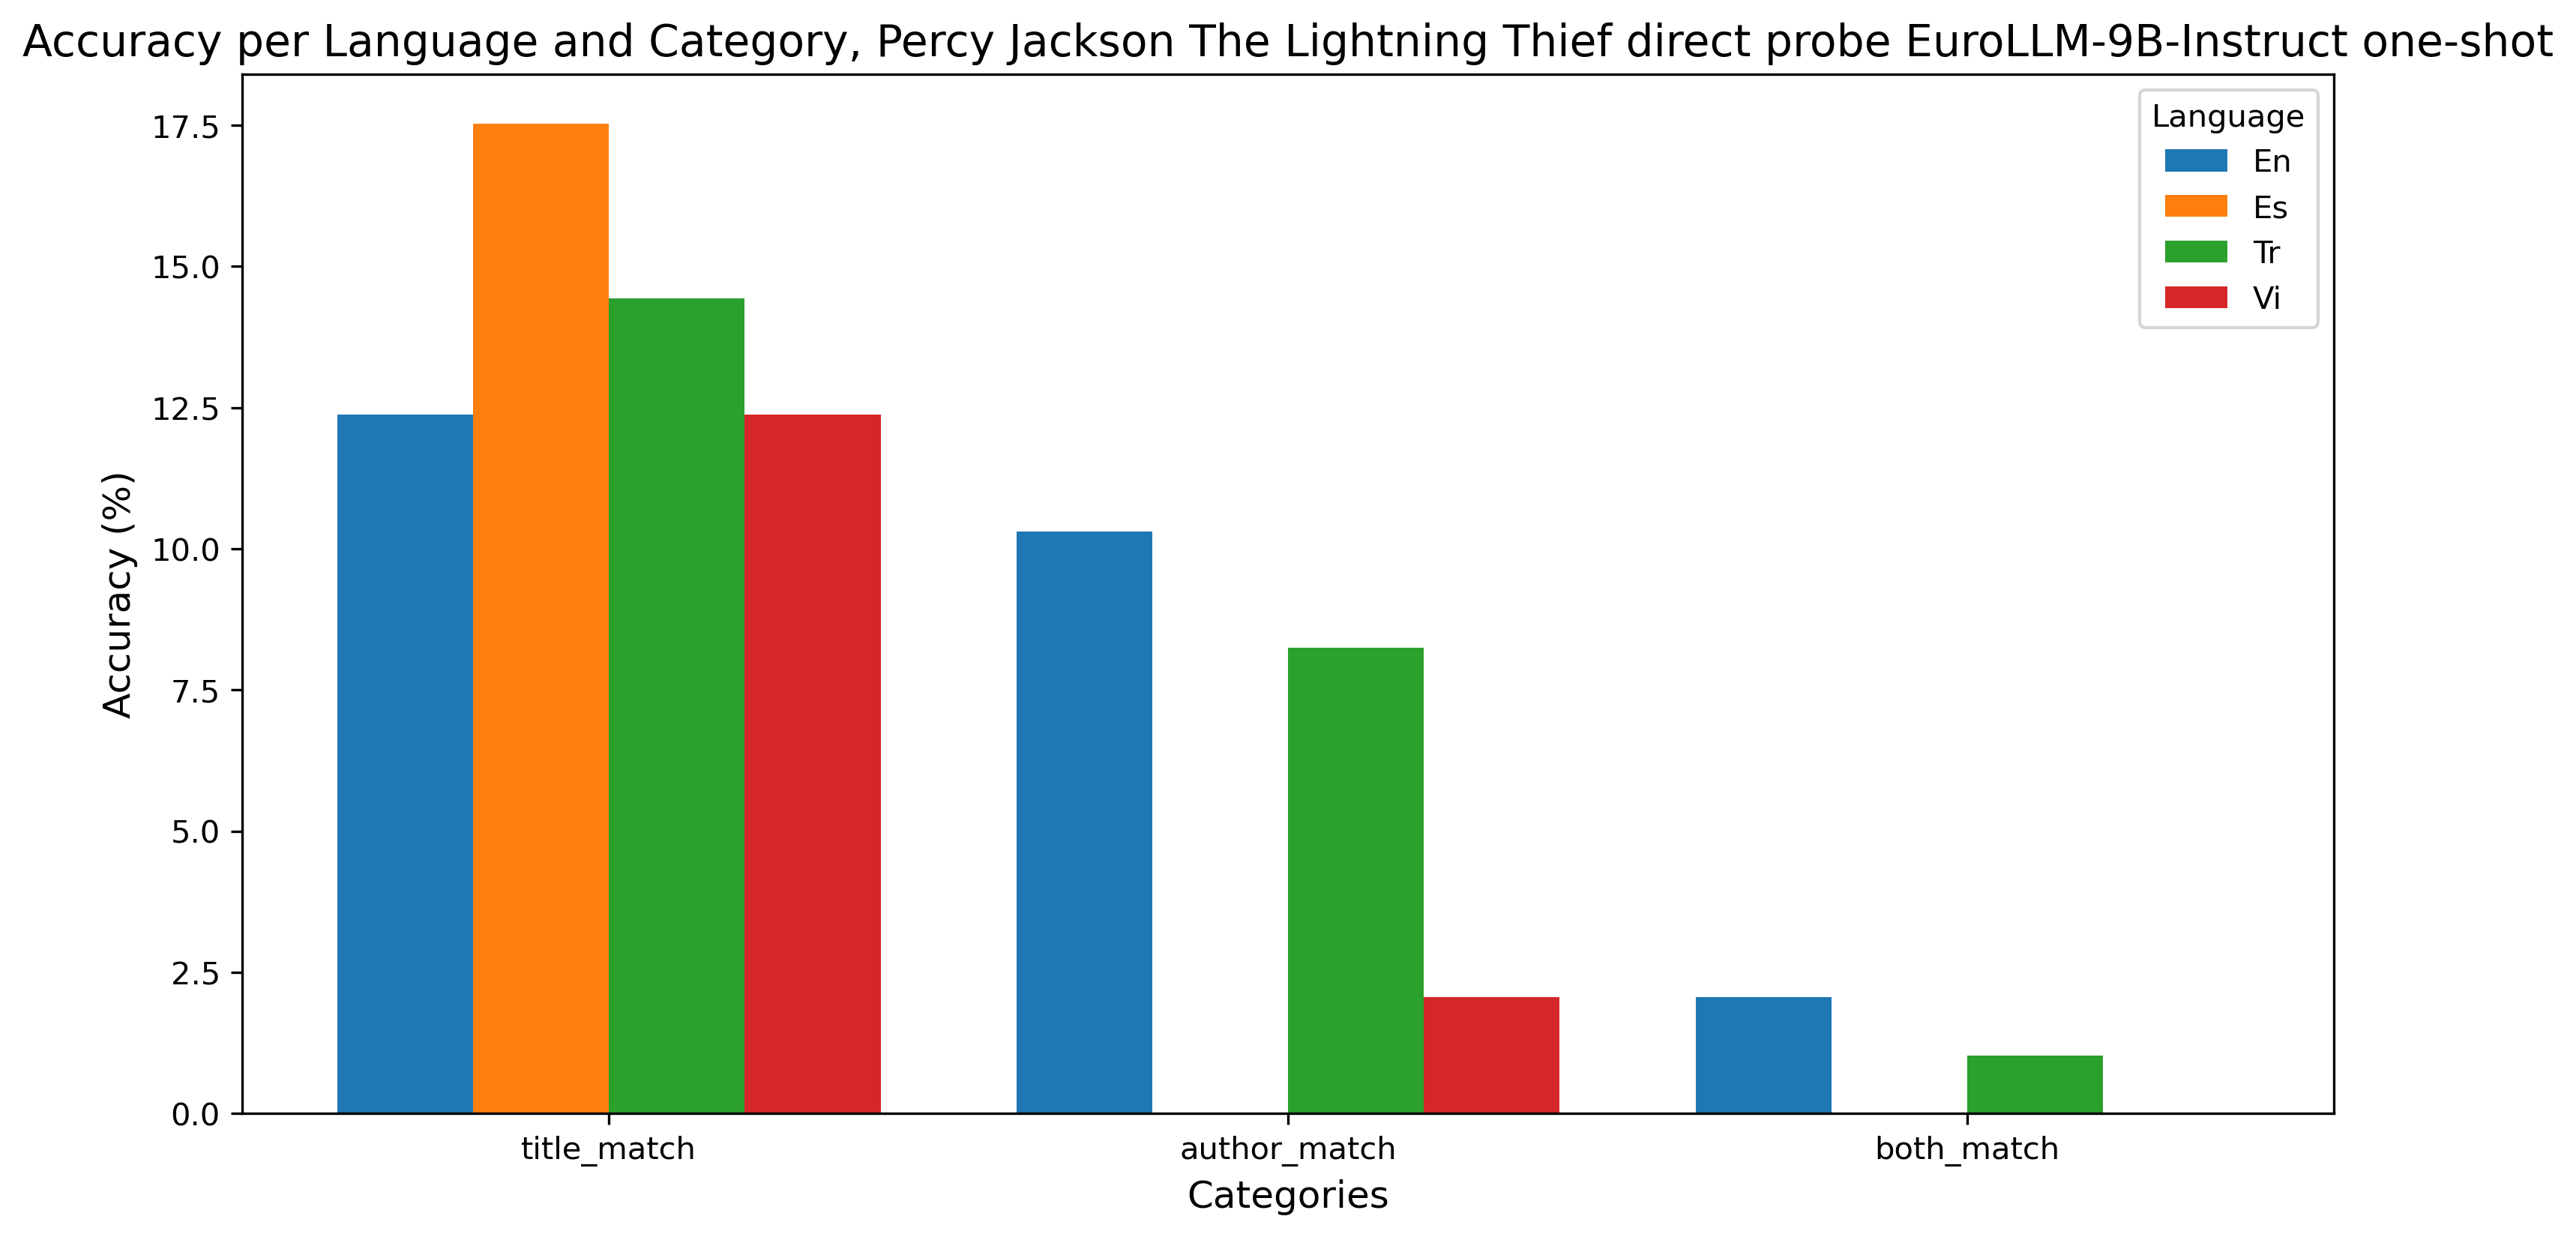 Accuracy per Language and Category, Percy Jackson The Lightning Thief direct probe EuroLLM-9B-Instruct one-shot
Language
En
Es
Tr
Vi
Accuracy (%)
17.5
15.0
12.5
10.0
7.5
5.0
2.5
0.0
title_match
author_match
both_match
Categories